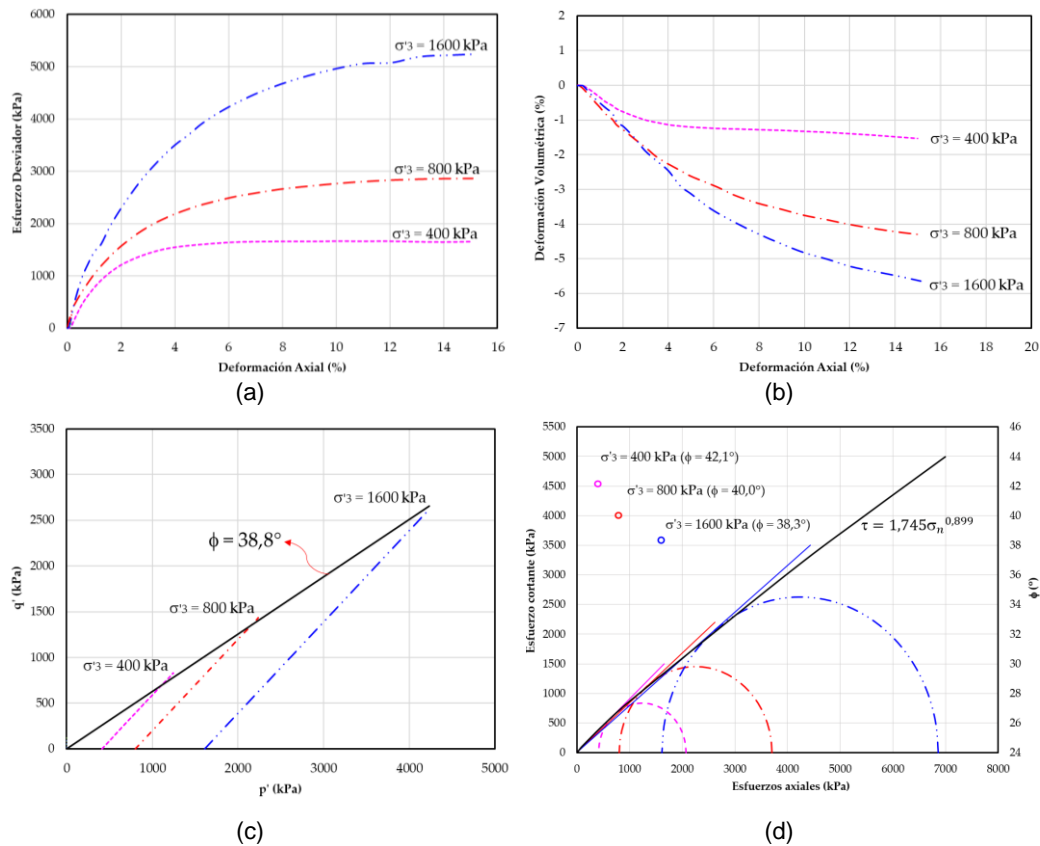 6000
5000
4000
3000
2000
1000
0
Esfuerzo Desviador (kPa)
σ'3 = 1600 kPa
σ'3 = 800 kPa
σ'3 = 400 kPa
0 2 4 6 8 10 12 14 16
Deformación Axial (%)
(a)
2
1
0
-1
-2
-3
-4
-5
-6
-7
Deformación Volumétrica (%)
σ'3 = 400 kPa
σ'3 = 800 kPa
σ'3 = 1600 kPa
0 2 4 6 8 10 12 14 16 18 20
Deformación Axial (%)
(b)
3500
3000
2500
2000
1500
1000
500
0
q' (kPa)
σ'3 = 1600 kPa
ϕ = 38,8°
σ'3 = 800 kPa
σ'3 = 400 kPa
0 1000 2000 3000 4000 5000
p' (kPa)
(c)
5500
5000
4500
4000
3500
3000
2500
2000
1500
1000
500
0
Esfuerzo cortante (kPa)
σ'3 = 400 kPa (ϕ = 42,1°)
σ'3 = 800 kPa (ϕ = 40,0°)
σ'3 = 1600 kPa (ϕ = 38,3°)
τ = 1,745σn^0,899
46
44
42
40
38
36
34
32
30
28
26
24
ϕ (°)
0 1000 2000 3000 4000 5000 6000 7000 8000
Esfuerzos axiales (kPa)
(d)